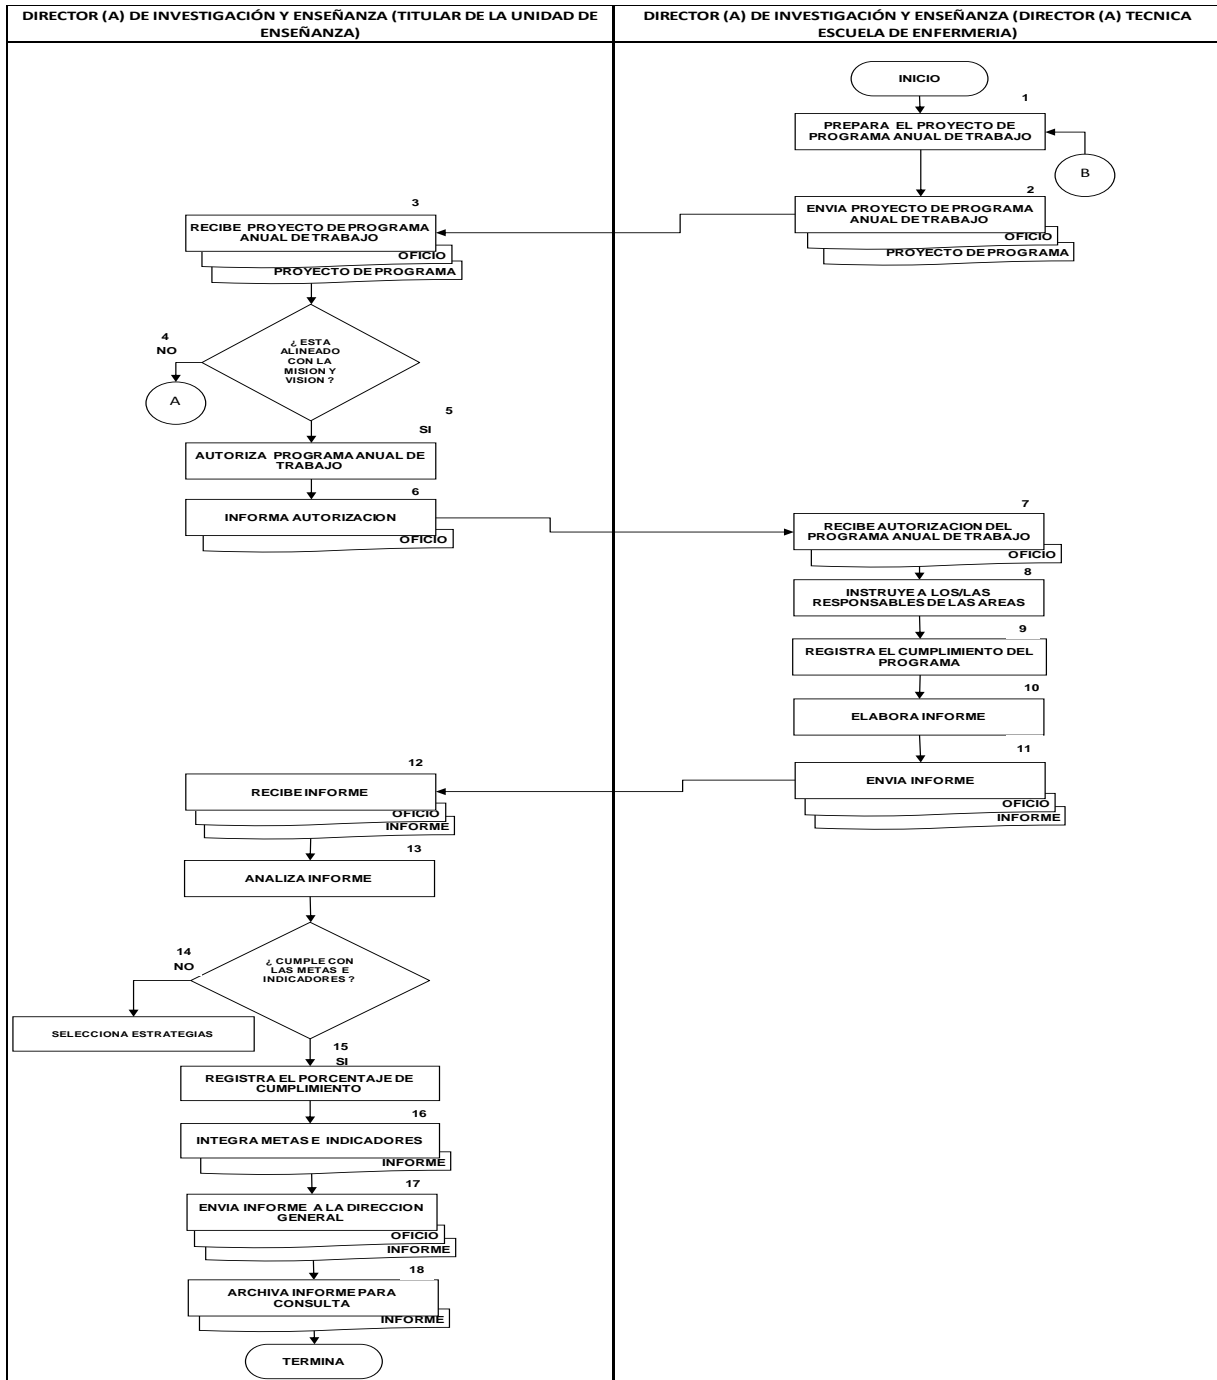 DIRECTOR (A) DE INVESTIGACIÓN Y ENSEÑANZA (TITULAR DE LA UNIDAD DE
ENSEÑANZA)
DIRECTOR (A) DE INVESTIGACIÓN Y ENSEÑANZA (DIRECTOR (A) TECNICA
ESCUELA DE ENFERMERIA)
INICIO
1
PREPARA EL PROYECTO DE
PROGRAMA ANUAL DE TRABAJO
B
2
ENVIA PROYECTO DE PROGRAMA
ANUAL DE TRABAJO
OFICIO
PROYECTO DE PROGRAMA
3
RECIBE PROYECTO DE PROGRAMA
ANUAL DE TRABAJO
OFICIO
PROYECTO DE PROGRAMA
4
NO
¿ ESTA
ALINEADO
CON LA
MISION Y
VISION ?
A
5
SI
AUTORIZA PROGRAMA ANUAL DE
TRABAJO
6
INFORMA AUTORIZACION
OFICIO
7
RECIBE AUTORIZACION DEL
PROGRAMA ANUAL DE TRABAJO
OFICIO
8
INSTRUYE A LOS/LAS
RESPONSABLES DE LAS AREAS
9
REGISTRA EL CUMPLIMIENTO DEL
PROGRAMA
10
ELABORA INFORME
11
ENVIA INFORME
OFICIO
INFORME
12
RECIBE INFORME
OFICIO
INFORME
13
ANALIZA INFORME
14
NO
¿ CUMPLE CON
LAS METAS E
INDICADORES ?
SELECCIONA ESTRATEGIAS
15
SI
REGISTRA EL PORCENTAJE DE
CUMPLIMIENTO
16
INTEGRA METAS E INDICADORES
INFORME
17
ENVIA INFORME A LA DIRECCION
GENERAL
OFICIO
INFORME
18
ARCHIVA INFORME PARA
CONSULTA
INFORME
TERMINA